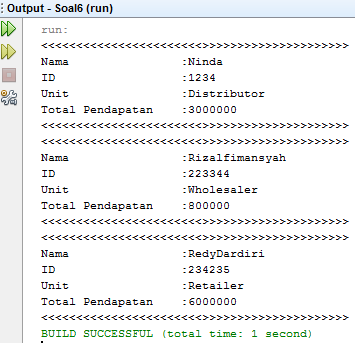 Output - Soal6 (run)
run:
<<<<<<<<<<<<<<<<<<<<<<<>>>>>>>>>>>>>>>>>>>>>
Nama :Ninda
ID :1234
Unit :Distributor
Total Pendapatan :3000000
<<<<<<<<<<<<<<<<<<<<<<<>>>>>>>>>>>>>>>>>>>>>
<<<<<<<<<<<<<<<<<<<<<<<>>>>>>>>>>>>>>>>>>>>>
Nama :Rizalfimansyah
ID :223344
Unit :Wholesaler
Total Pendapatan :800000
<<<<<<<<<<<<<<<<<<<<<<<>>>>>>>>>>>>>>>>>>>>>
<<<<<<<<<<<<<<<<<<<<<<<>>>>>>>>>>>>>>>>>>>>>
Nama :RedyDardiri
ID :234235
Unit :Retailer
Total Pendapatan :6000000
<<<<<<<<<<<<<<<<<<<<<<<>>>>>>>>>>>>>>>>>>>>>
BUILD SUCCESSFUL (total time: 1 second)